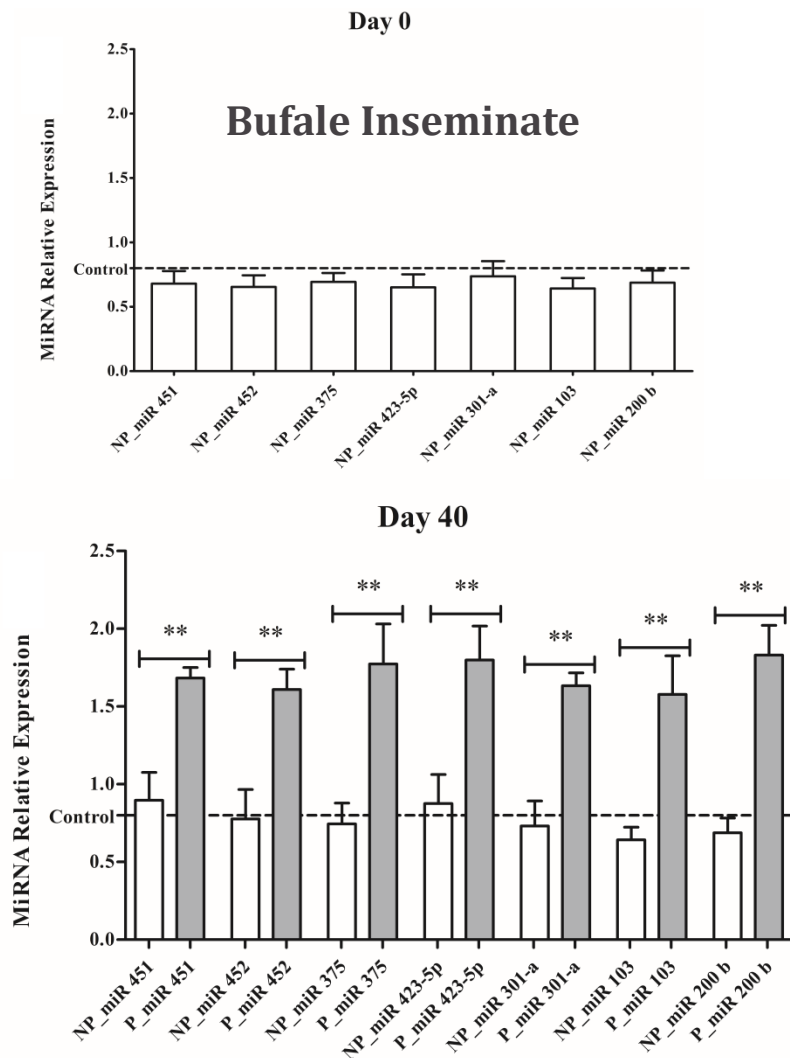 Day 0
MiRNA Relative Expression
2.5
2.0
1.5
1.0
Control
0.5
0.0
Bufale Inseminate
NP_miR 451
NP_miR 452
NP_miR 375
NP_miR 423-5p
NP_miR 301-a
NP_miR 103
NP_miR 200 b
Day 40
MiRNA Relative Expression
2.5
2.0
1.5
1.0
Control
0.5
0.0
**
**
**
**
**
**
**
NP_miR 451
P_miR 451
NP_miR 452
P_miR 452
NP_miR 375
P_miR 375
NP_miR 423-5p
P_miR 423-5p
NP_miR 301-a
P_miR 301-a
NP_miR 103
P_miR 103
NP_miR 200 b
P_miR 200 b